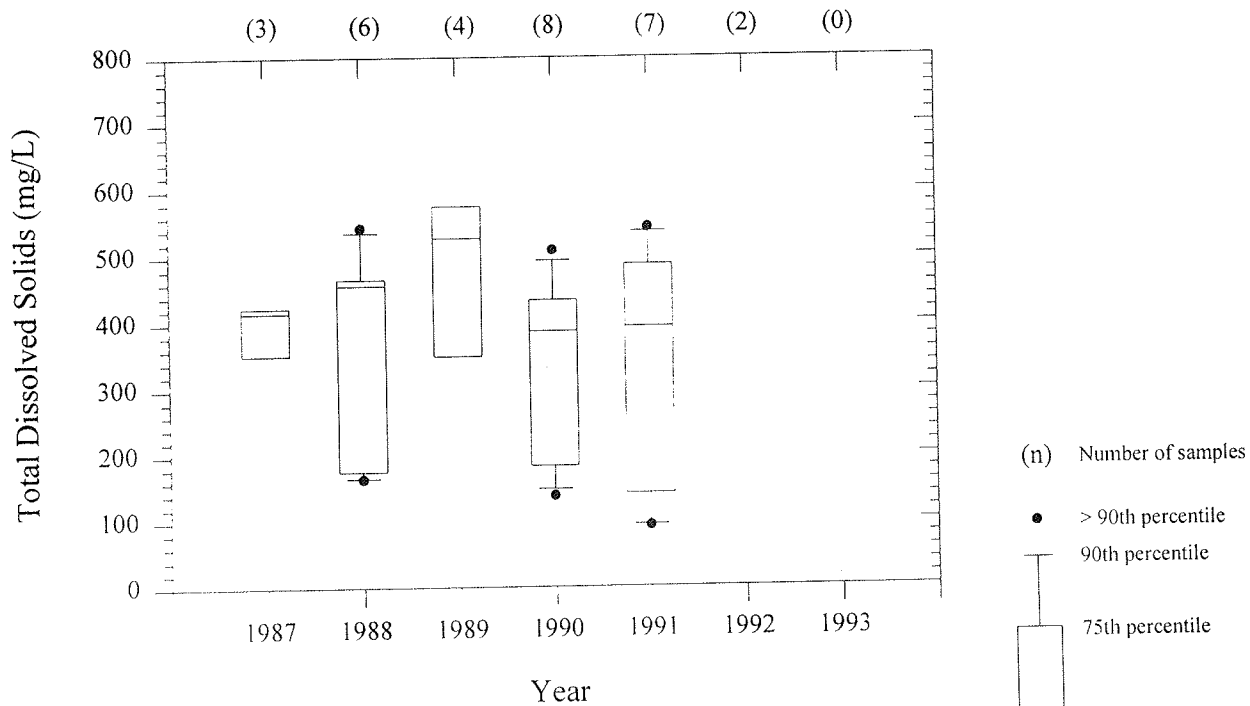 (3) (6) (4) (8) (7) (2) (0)
800
700
600
500
400
300
200
100
0
Total Dissolved Solids (mg/L)
1987 1988 1989 1990 1991 1992 1993
Year
(n) Number of samples
> 90th percentile
90th percentile
75th percentile